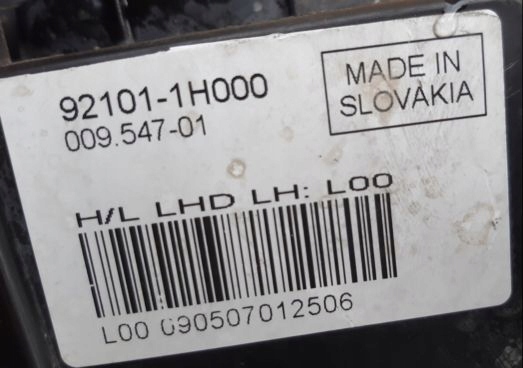 92101-1H000
009.547-01
MADE IN
SLOVAKIA
H/L LHD LH: L00
L00 090507012506